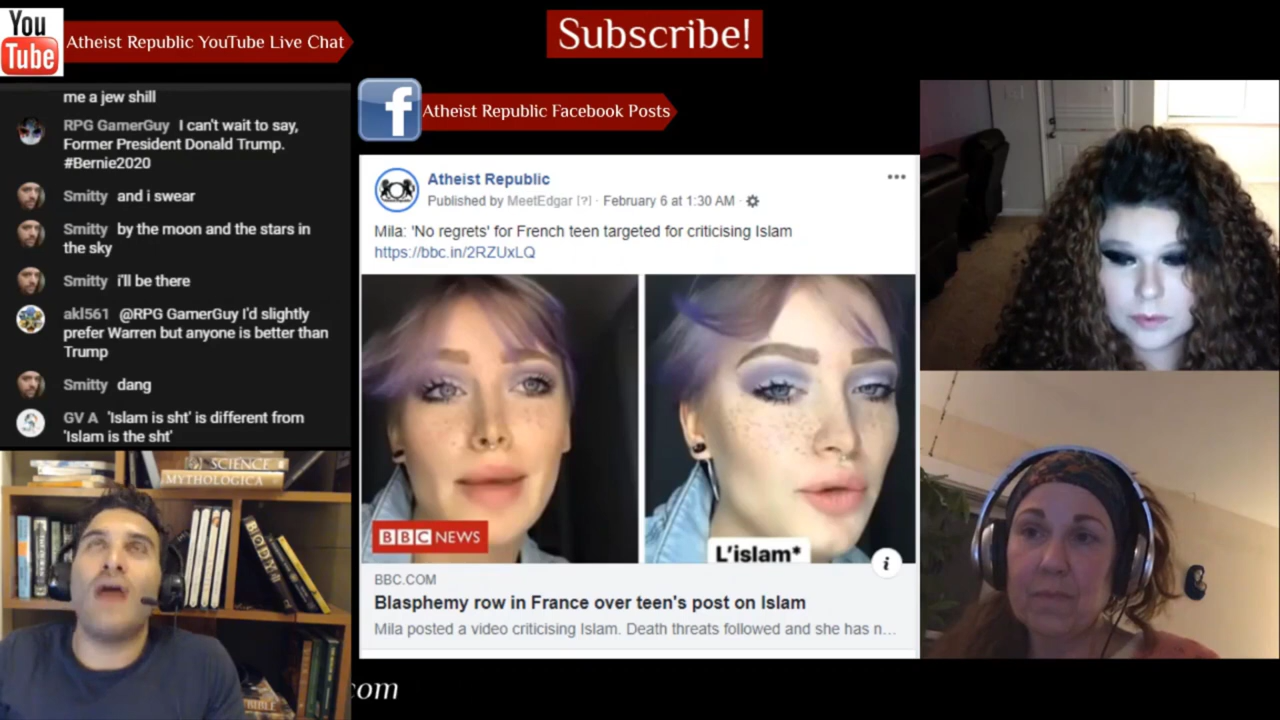 You
Tube
Atheist Republic YouTube Live Chat
Subscribe!
me a jew shill
RPG GamerGuy I can't wait to say,
Former President Donald Trump.
#Bernie2020
Smitty and i swear
Smitty by the moon and the stars in
the sky
Smitty i'll be there
akl561 @RPG GamerGuy I'd slightly
prefer Warren but anyone is better than
Trump
Smitty dang
GV A 'Islam is sht' is different from
'Islam is the sht'
f
Atheist Republic Facebook Posts
Atheist Republic
Published by MeetEdgar [?] · February 6 at 1:30 AM ·
Mila: 'No regrets' for French teen targeted for criticising Islam
https://bbc.in/2RZUxLQ
BBC NEWS
L'islam*
i
BBC.COM
Blasphemy row in France over teen's post on Islam
Mila posted a video criticising Islam. Death threats followed and she has n...
SCIENCE
MYTHOLOGICA
BODY
BIBLE
com